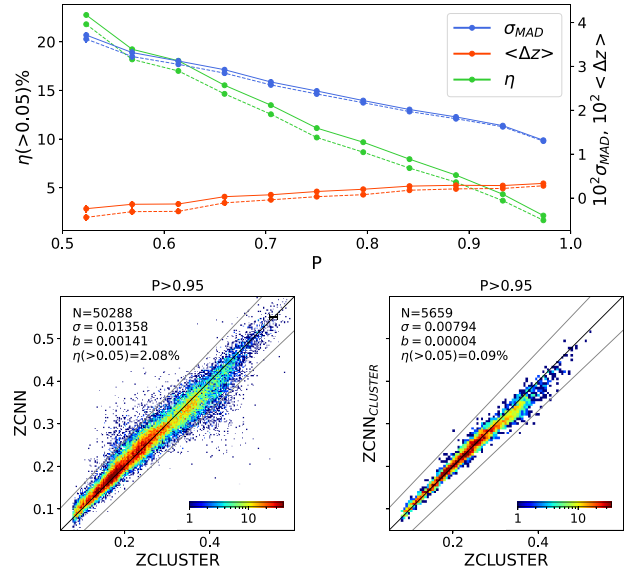 η(>0.05)%
20
15
10
5
σ_MAD
<Δz>
η
4
3
2
1
0
10²σ_MAD, 10²<Δz>
0.5 0.6 0.7 0.8 0.9 1.0
P
P>0.95
N=50288
σ=0.01358
b=0.00141
η(>0.05)=2.08%
ZCNN
0.5
0.4
0.3
0.2
0.1
1 10
0.2 0.4
ZCLUSTER
P>0.95
N=5659
σ=0.00794
b=0.00004
η(>0.05)=0.09%
ZCNN_CLUSTER
1 10
0.2 0.4
ZCLUSTER